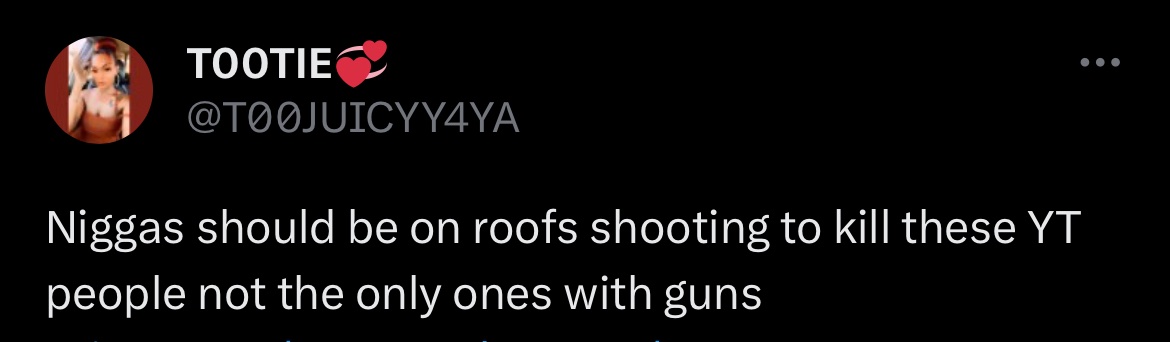 TOOTIE💞
@T00JUICYY4YA
Niggas should be on roofs shooting to kill these YT
people not the only ones with guns